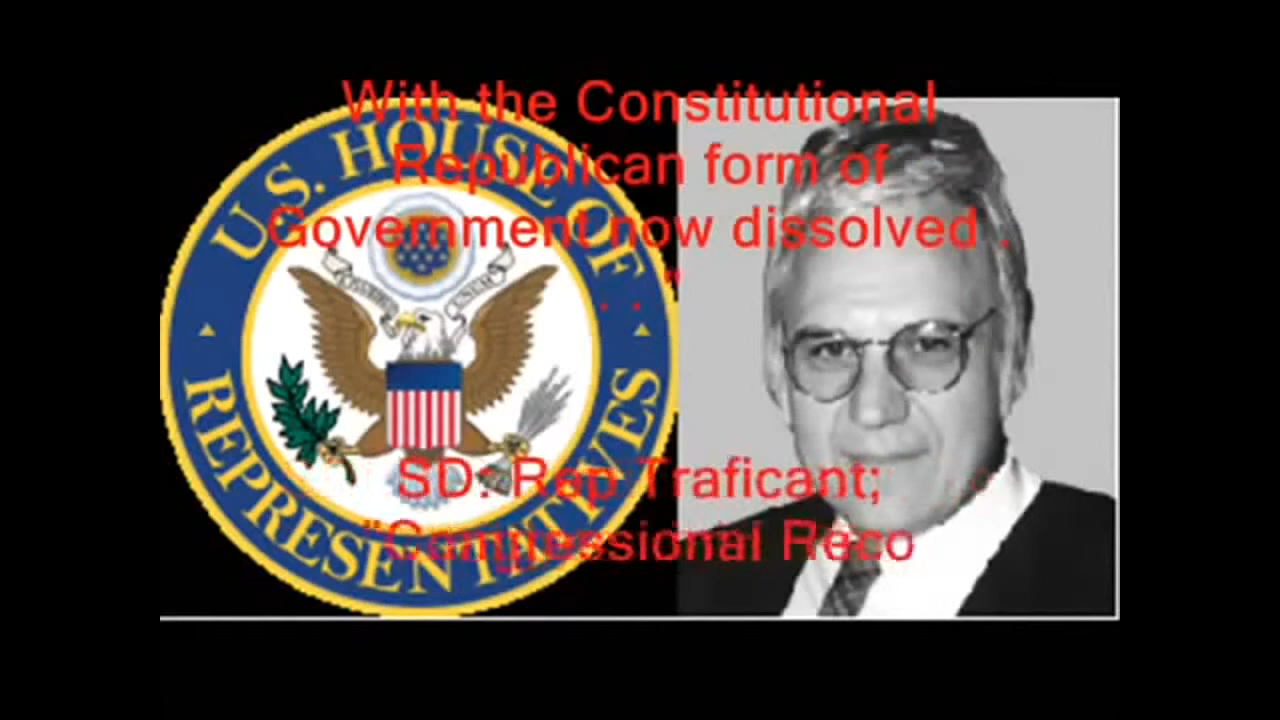 With the Constitutional
Republican form of
Government now dissolved .
. . "
U.S. HOUSE OF
REPRESENTATIVES
SD: Rep Traficant;
"Congressional Reco